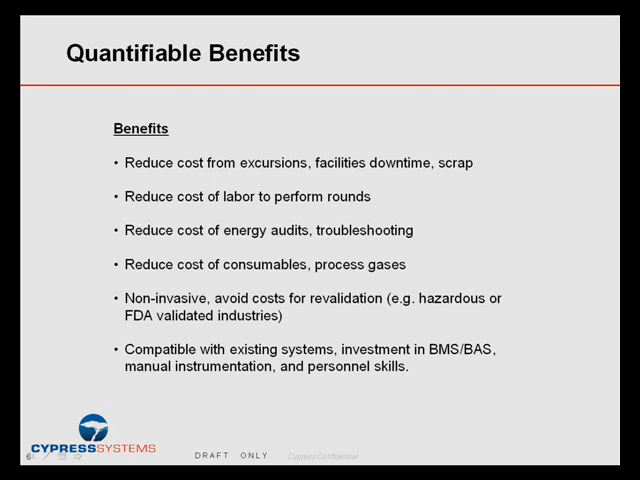 Quantifiable Benefits
Benefits
• Reduce cost from excursions, facilities downtime, scrap
• Reduce cost of labor to perform rounds
• Reduce cost of energy audits, troubleshooting
• Reduce cost of consumables, process gases
• Non-invasive, avoid costs for revalidation (e.g. hazardous or
FDA validated industries)
• Compatible with existing systems, investment in BMS/BAS,
manual instrumentation, and personnel skills.
CYPRESSSYSTEMS
6
DRAFT ONLY
Cypress Confidential